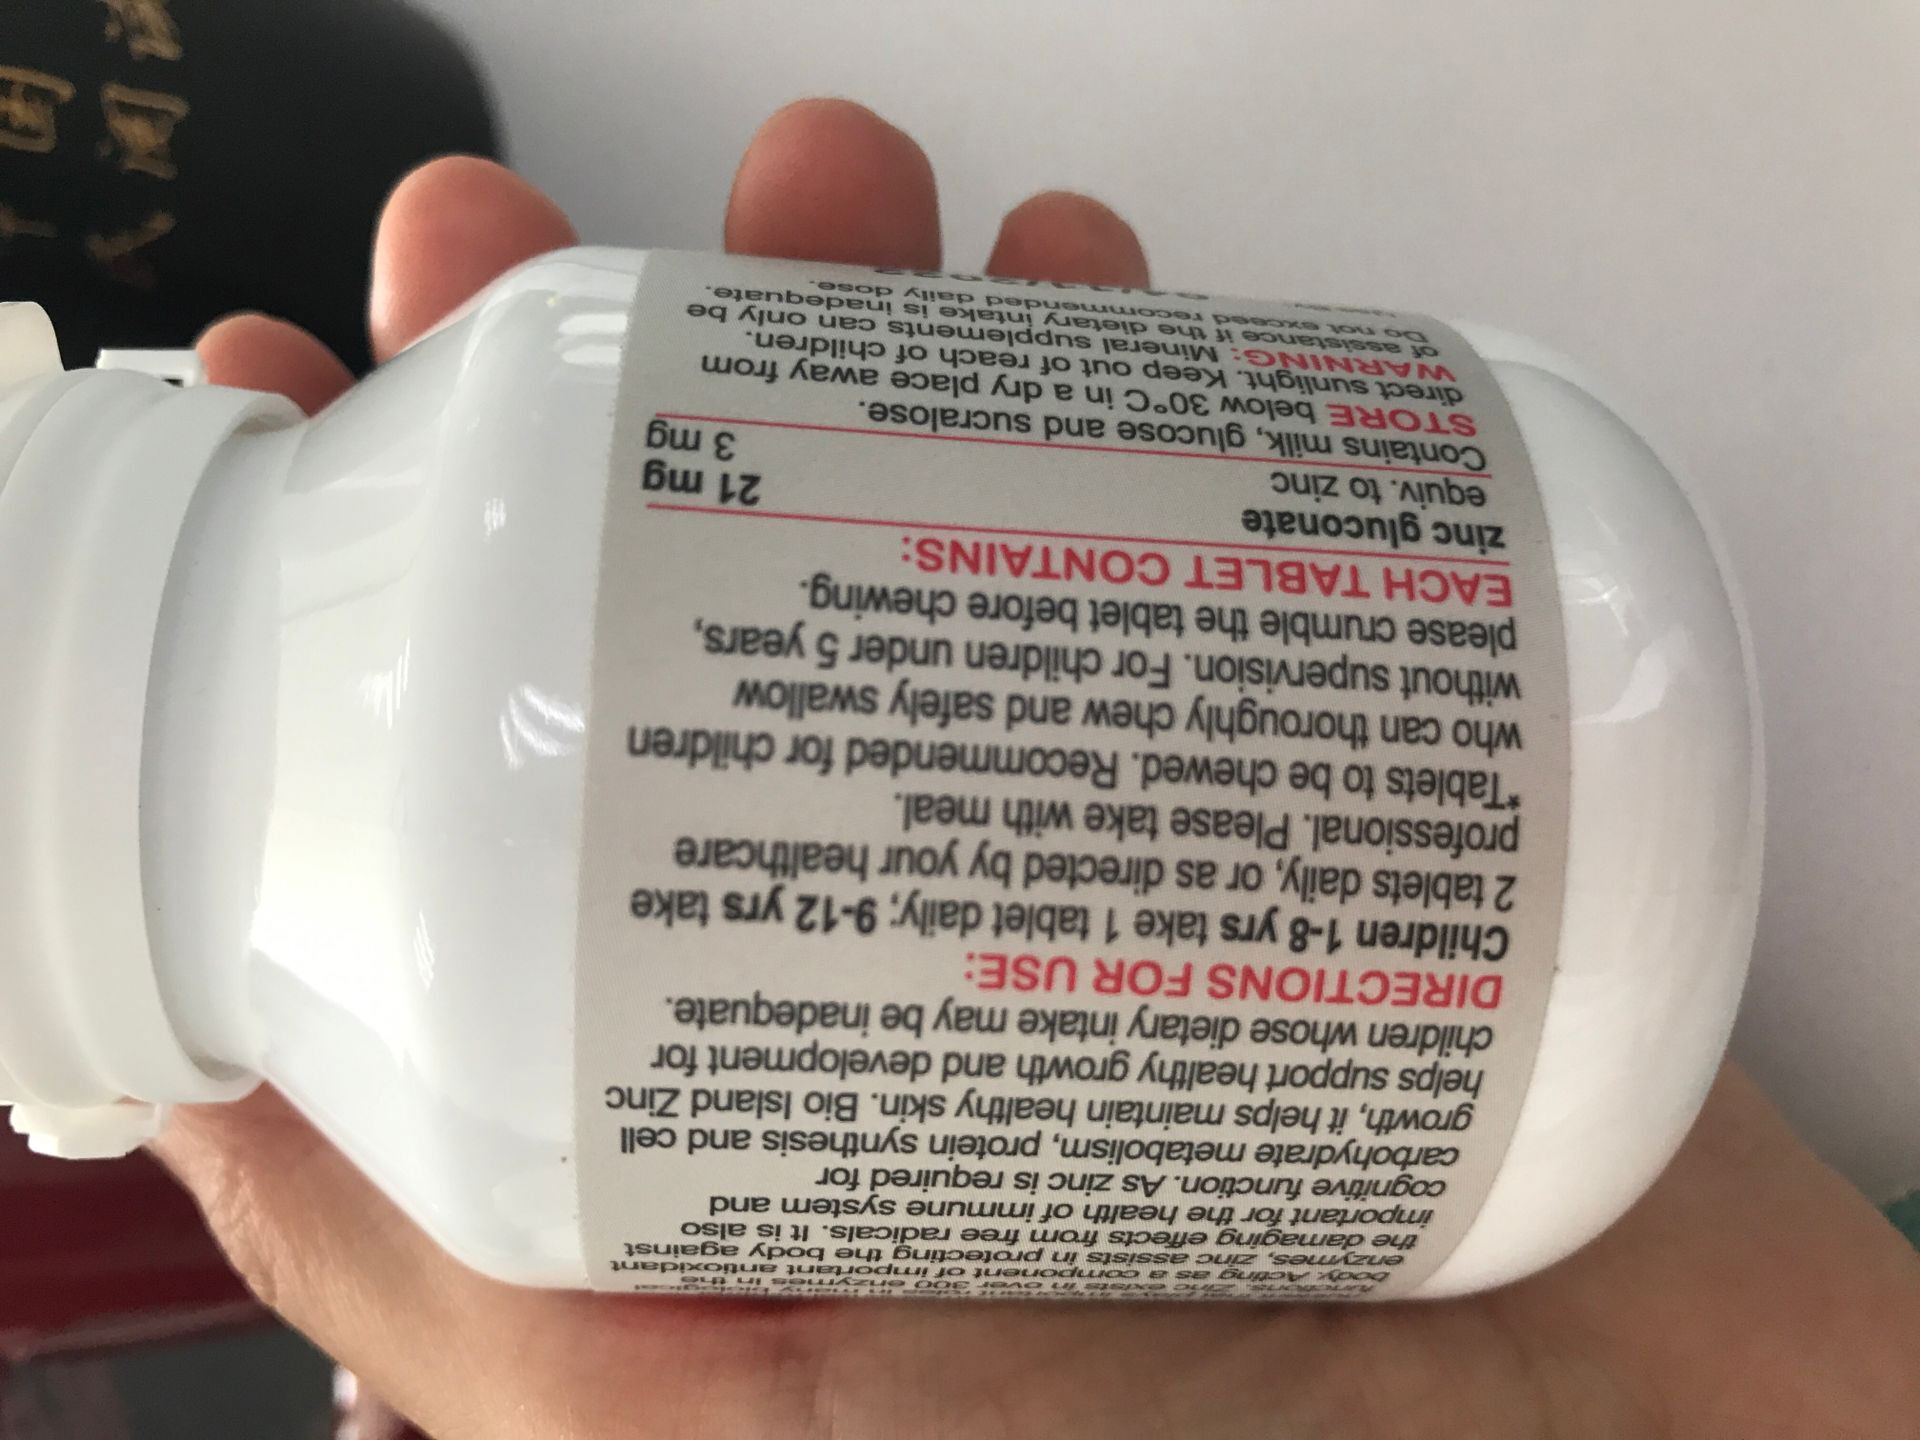 functions. Zinc exists in over 300 enzymes in the
body. Acting as a component of important antioxidant
enzymes, zinc assists in protecting the body against
the damaging effects from free radicals. It is also
important for the health of immune system and
cognitive function. As zinc is required for
carbohydrate metabolism, protein synthesis and cell
growth, it helps maintain healthy skin. Bio Island Zinc
helps support healthy growth and development for
children whose dietary intake may be inadequate.
DIRECTIONS FOR USE:
Children 1-8 yrs take 1 tablet daily; 9-12 yrs take
2 tablets daily, or as directed by your healthcare
professional. Please take with meal.
*Tablets to be chewed. Recommended for children
who can thoroughly chew and safely swallow
without supervision. For children under 5 years,
please crumble the tablet before chewing.
EACH TABLET CONTAINS:
zinc gluconate 21 mg
equiv. to zinc 3 mg
Contains milk, glucose and sucralose.
STORE below 30°C in a dry place away from
direct sunlight. Keep out of reach of children.
WARNING: Mineral supplements can only be
of assistance if the dietary intake is inadequate.
Do not exceed recommended daily dose.